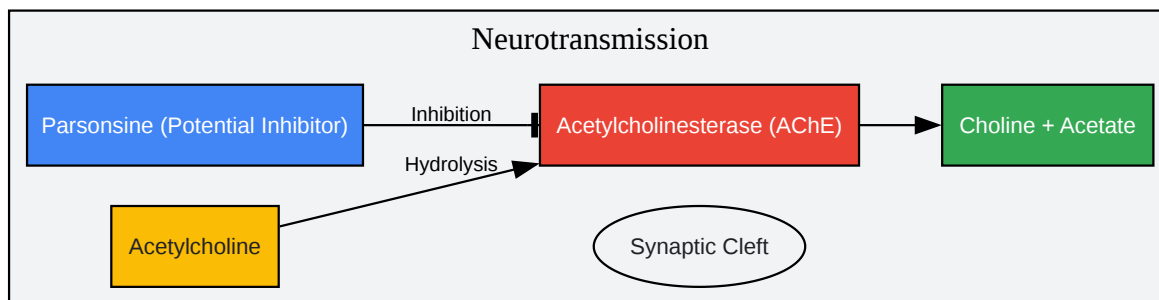 Neurotransmission
Parsonsine (Potential Inhibitor)
Inhibition
Acetylcholinesterase (AChE)
Choline + Acetate
Hydrolysis
Acetylcholine
Synaptic Cleft